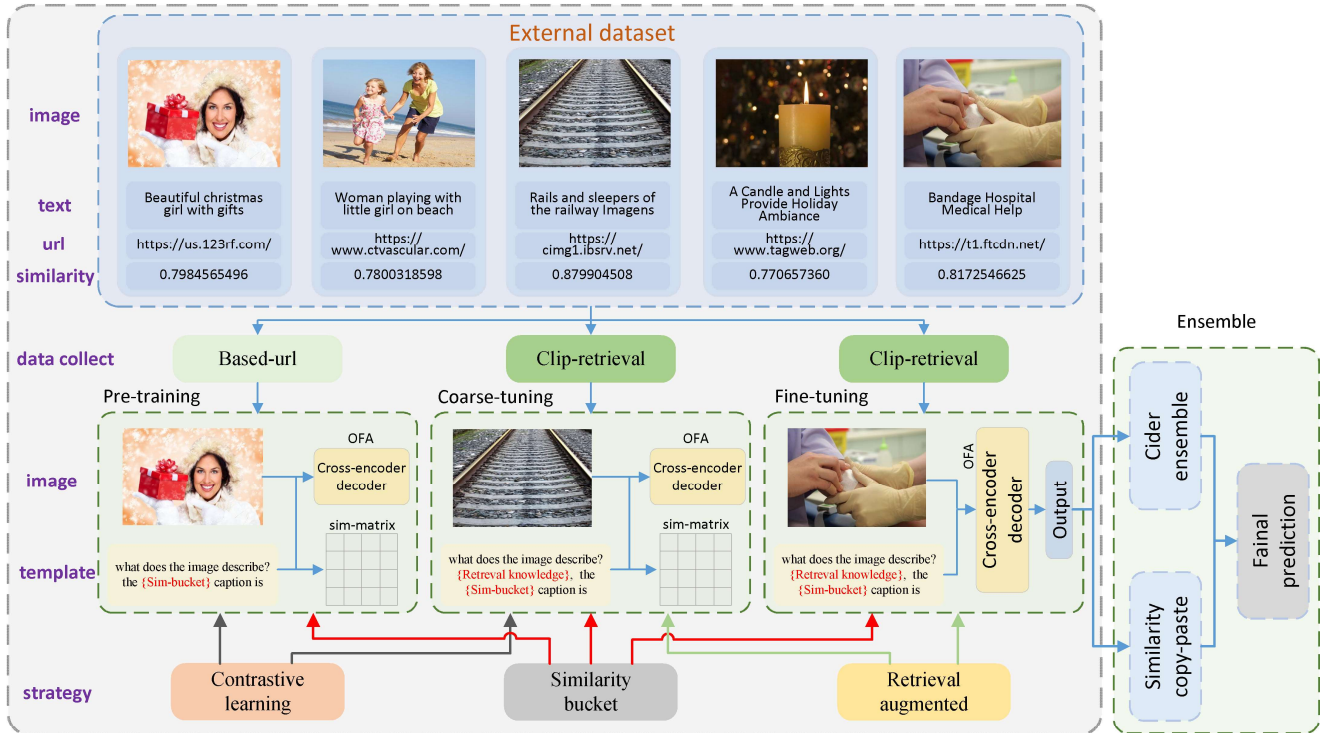 External dataset
image
text
Beautiful christmas
girl with gifts
Woman playing with
little girl on beach
Rails and sleepers of
the railway Imagens
A Candle and Lights
Provide Holiday
Ambiance
Bandage Hospital
Medical Help
url
https://us.123rf.com/
https://
www.ctvascular.com/
https://
cimg1.ibsrv.net/
https://
www.tagweb.org/
https://t1.ftcdn.net/
similarity
0.7984565496
0.7800318598
0.879904508
0.770657360
0.8172546625
data collect
Based-url
Clip-retrieval
Clip-retrieval
Pre-training
Coarse-tuning
Fine-tuning
image
template
OFA
Cross-encoder
decoder
sim-matrix
what does the image describe?
the {Sim-bucket} caption is
OFA
Cross-encoder
decoder
sim-matrix
what does the image describe?
{Retreval knowledge}, the
{Sim-bucket} caption is
what does the image describe?
{Retreval knowledge}, the
{Sim-bucket} caption is
OFA
Cross-encoder
decoder
Output
strategy
Contrastive
learning
Similarity
bucket
Retrieval
augmented
Ensemble
Cider
ensemble
Similarity
copy-paste
Fainal
prediction